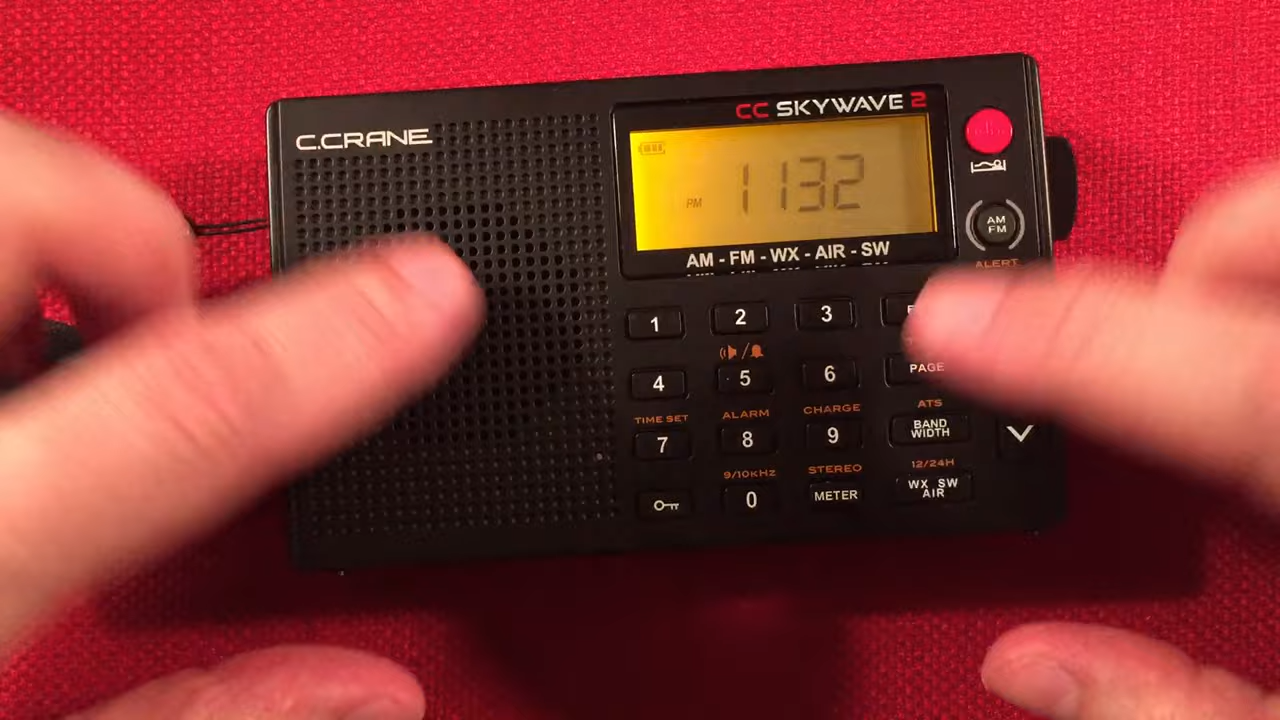 C.CRANE
CC SKYWAVE 2
PM 1132
AM - FM - WX - AIR - SW
AM
FM
ALERT
1
2
3
4
5
6
PAGE
TIME SET
ALARM
CHARGE
ATS
7
8
9
BAND
WIDTH
9/10KHz
STEREO
12/24H
0
METER
WX SW
AIR